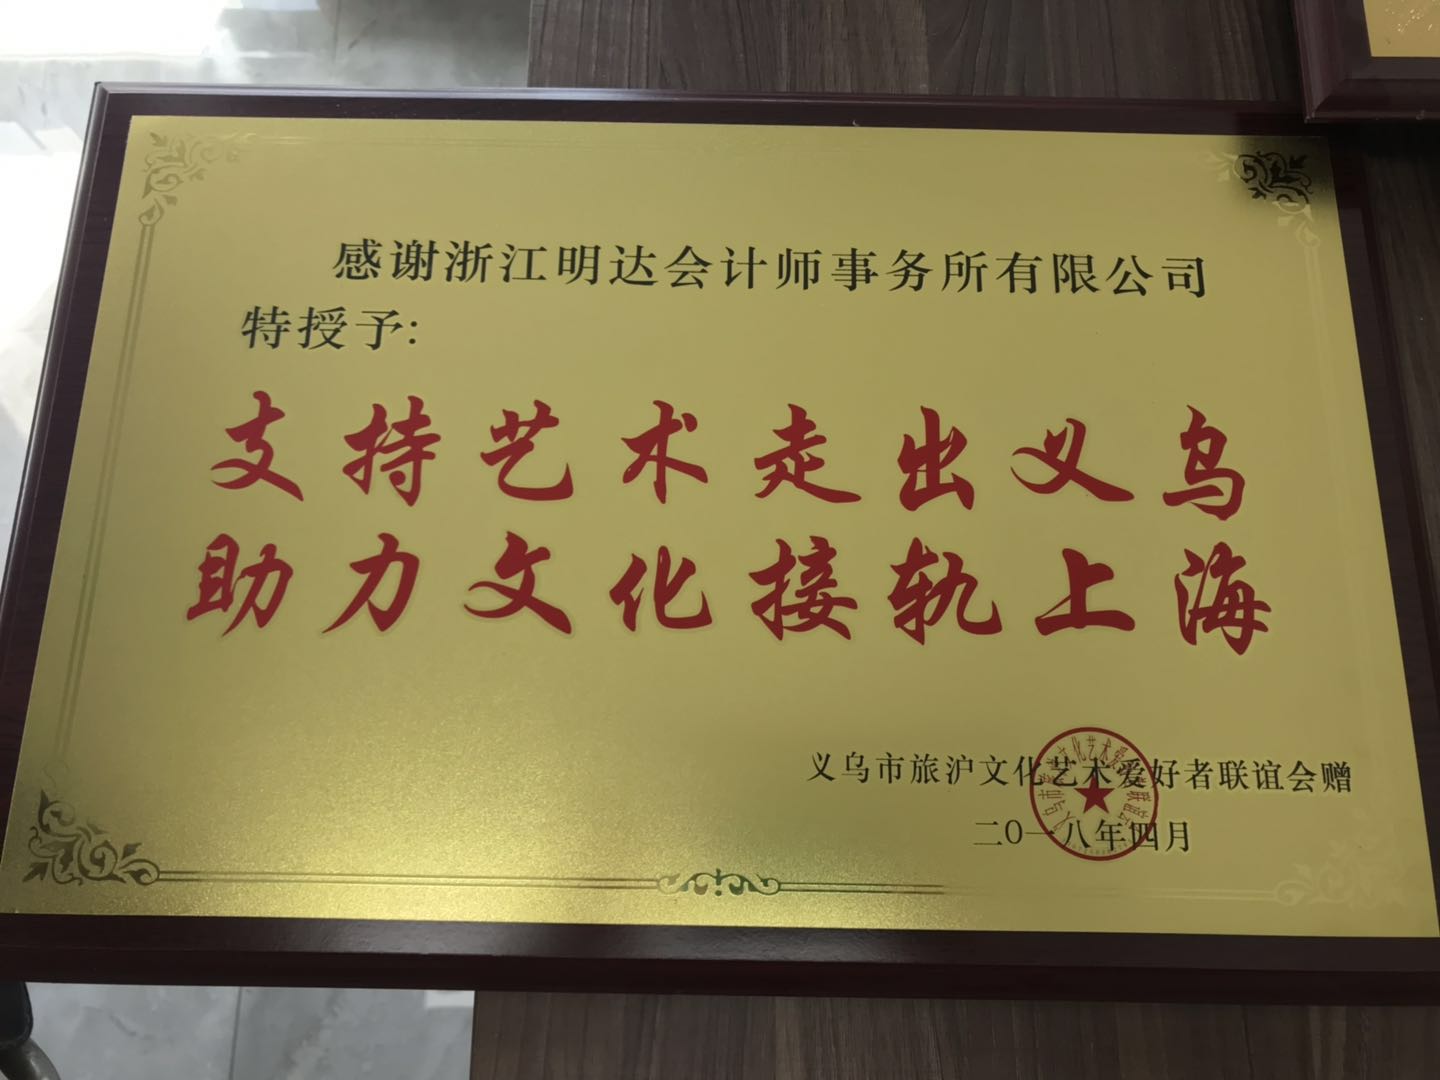 感谢浙江明达会计师事务所有限公司
特授予:
支持艺术走出义乌
助力文化接轨上海
义乌市旅沪文化艺术爱好者联谊会赠
二〇一八年四月